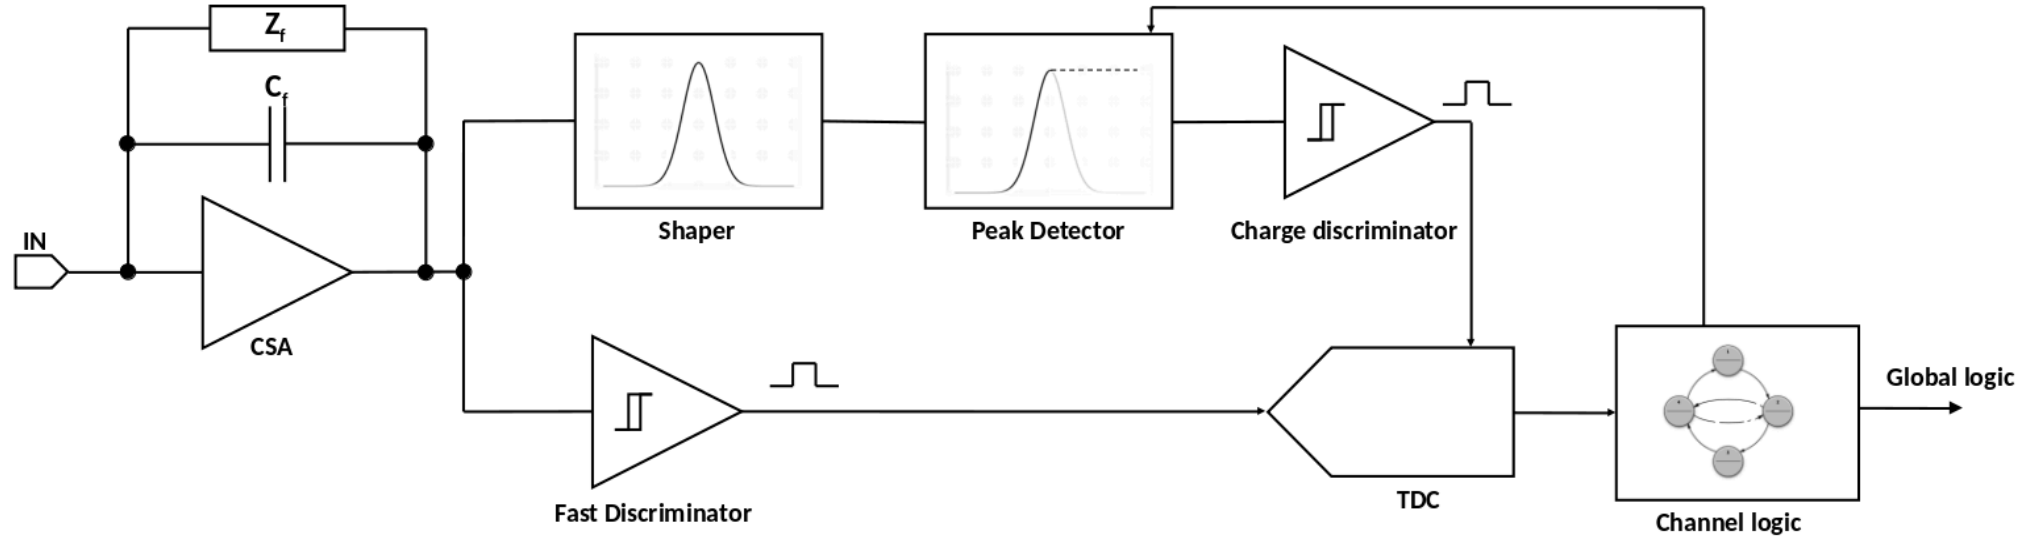 Zf
Cf
IN
CSA
Shaper
Peak Detector
Charge discriminator
Fast Discriminator
TDC
Global logic
Channel logic